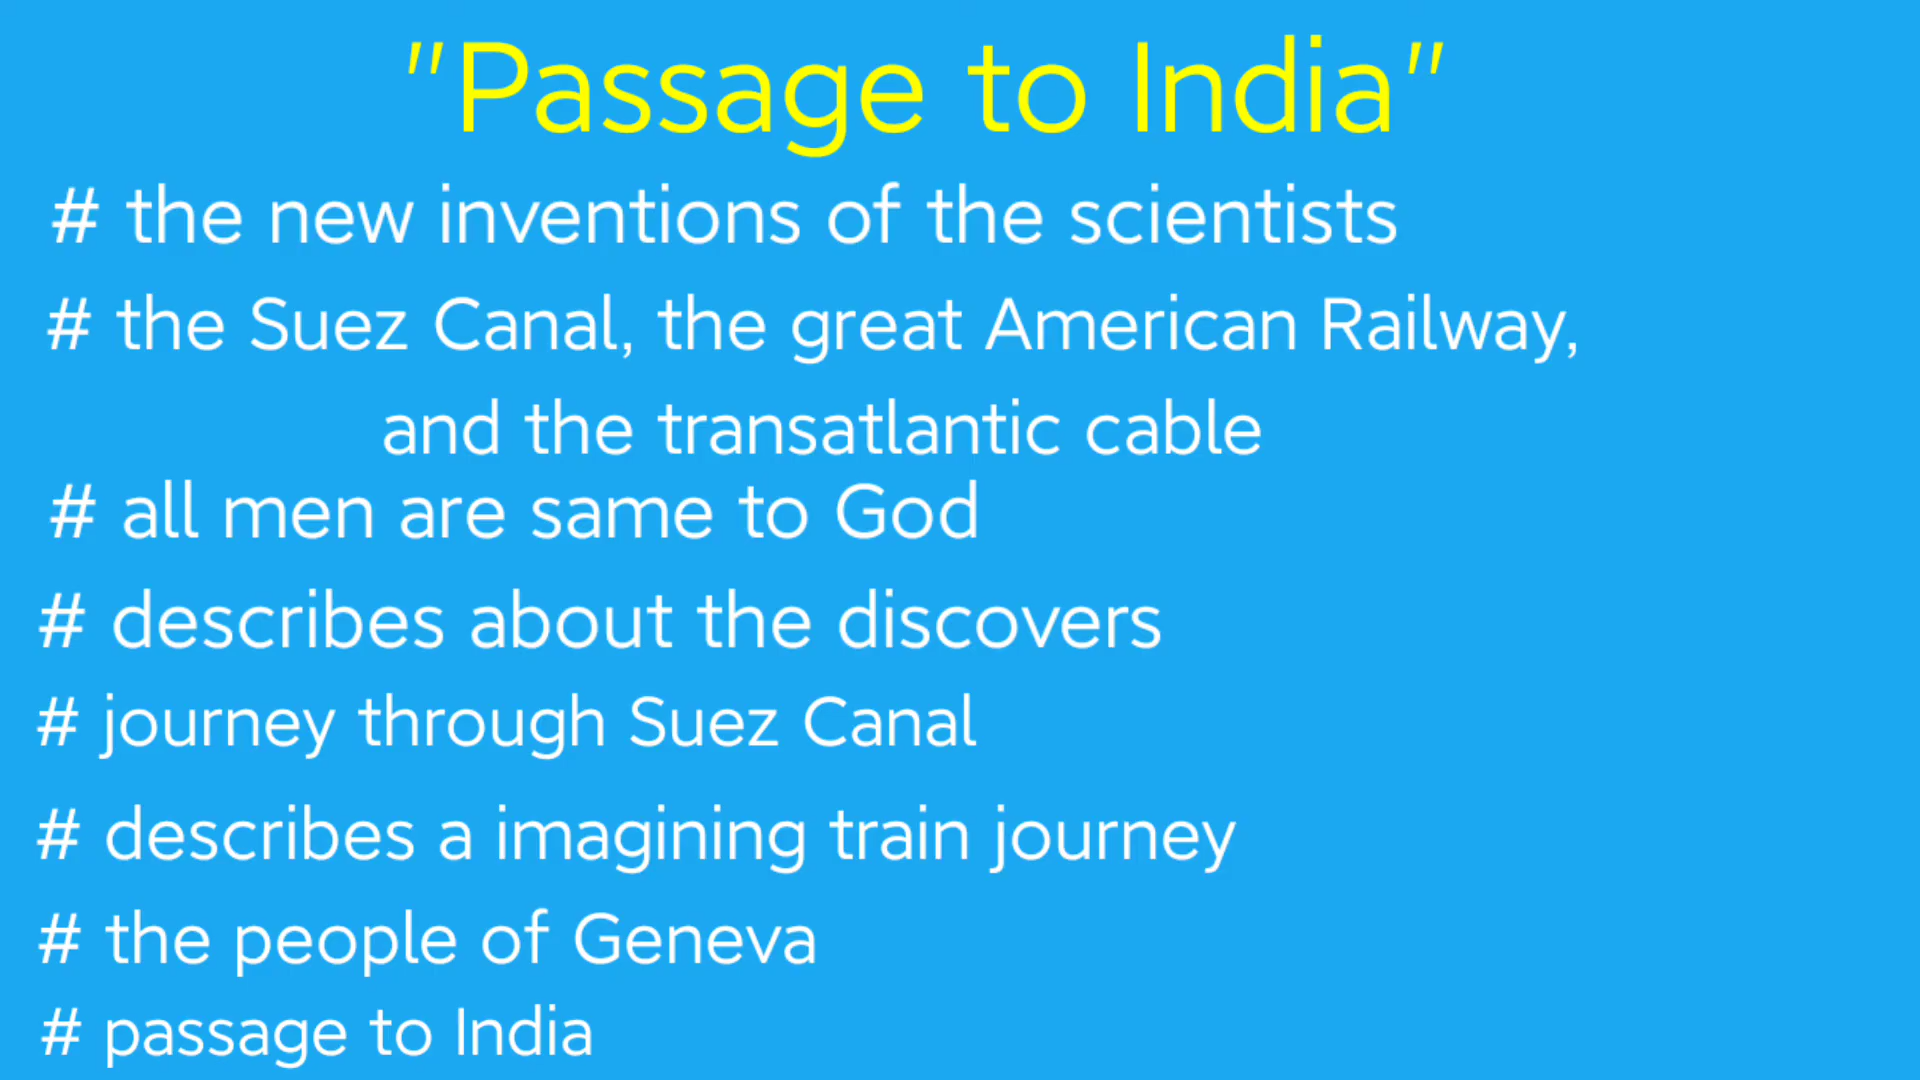 "Passage to India"
# the new inventions of the scientists
# the Suez Canal, the great American Railway,
and the transatlantic cable
# all men are same to God
# describes about the discovers
# journey through Suez Canal
# describes a imagining train journey
# the people of Geneva
# passage to India